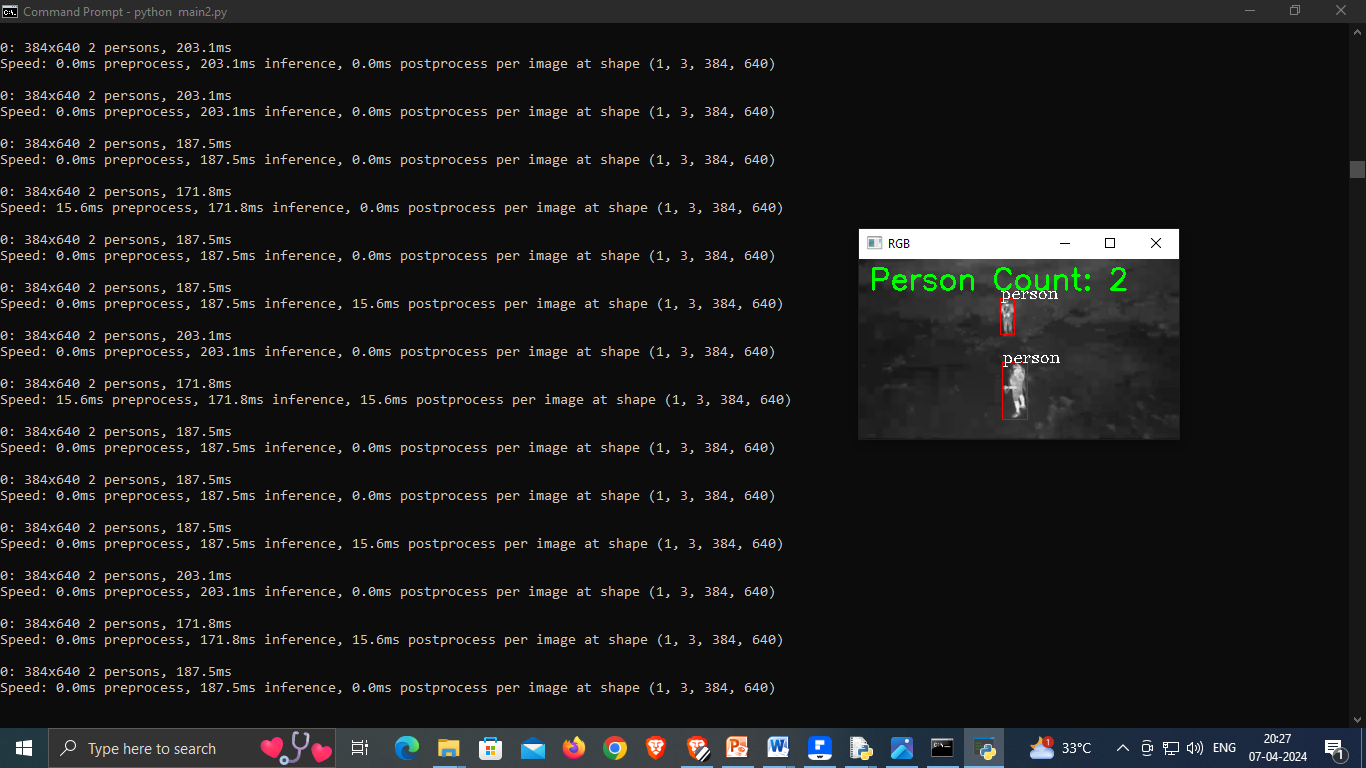 Command Prompt - python  main2.py
0: 384x640 2 persons, 203.1ms
Speed: 0.0ms preprocess, 203.1ms inference, 0.0ms postprocess per image at shape (1, 3, 384, 640)
0: 384x640 2 persons, 203.1ms
Speed: 0.0ms preprocess, 203.1ms inference, 0.0ms postprocess per image at shape (1, 3, 384, 640)
0: 384x640 2 persons, 187.5ms
Speed: 0.0ms preprocess, 187.5ms inference, 0.0ms postprocess per image at shape (1, 3, 384, 640)
0: 384x640 2 persons, 171.8ms
Speed: 15.6ms preprocess, 171.8ms inference, 0.0ms postprocess per image at shape (1, 3, 384, 640)
0: 384x640 2 persons, 187.5ms
Speed: 0.0ms preprocess, 187.5ms inference, 0.0ms postprocess per image at shape (1, 3, 384, 640)
0: 384x640 2 persons, 187.5ms
Speed: 0.0ms preprocess, 187.5ms inference, 15.6ms postprocess per image at shape (1, 3, 384, 640)
0: 384x640 2 persons, 203.1ms
Speed: 0.0ms preprocess, 203.1ms inference, 0.0ms postprocess per image at shape (1, 3, 384, 640)
0: 384x640 2 persons, 171.8ms
Speed: 15.6ms preprocess, 171.8ms inference, 15.6ms postprocess per image at shape (1, 3, 384, 640)
0: 384x640 2 persons, 187.5ms
Speed: 0.0ms preprocess, 187.5ms inference, 0.0ms postprocess per image at shape (1, 3, 384, 640)
0: 384x640 2 persons, 187.5ms
Speed: 0.0ms preprocess, 187.5ms inference, 0.0ms postprocess per image at shape (1, 3, 384, 640)
0: 384x640 2 persons, 187.5ms
Speed: 0.0ms preprocess, 187.5ms inference, 15.6ms postprocess per image at shape (1, 3, 384, 640)
0: 384x640 2 persons, 203.1ms
Speed: 0.0ms preprocess, 203.1ms inference, 0.0ms postprocess per image at shape (1, 3, 384, 640)
0: 384x640 2 persons, 171.8ms
Speed: 0.0ms preprocess, 171.8ms inference, 15.6ms postprocess per image at shape (1, 3, 384, 640)
0: 384x640 2 persons, 187.5ms
Speed: 0.0ms preprocess, 187.5ms inference, 0.0ms postprocess per image at shape (1, 3, 384, 640)
RGB
Person Count: 2
person
person
Type here to search
1
33°C
ENG
20:27
07-04-2024
1